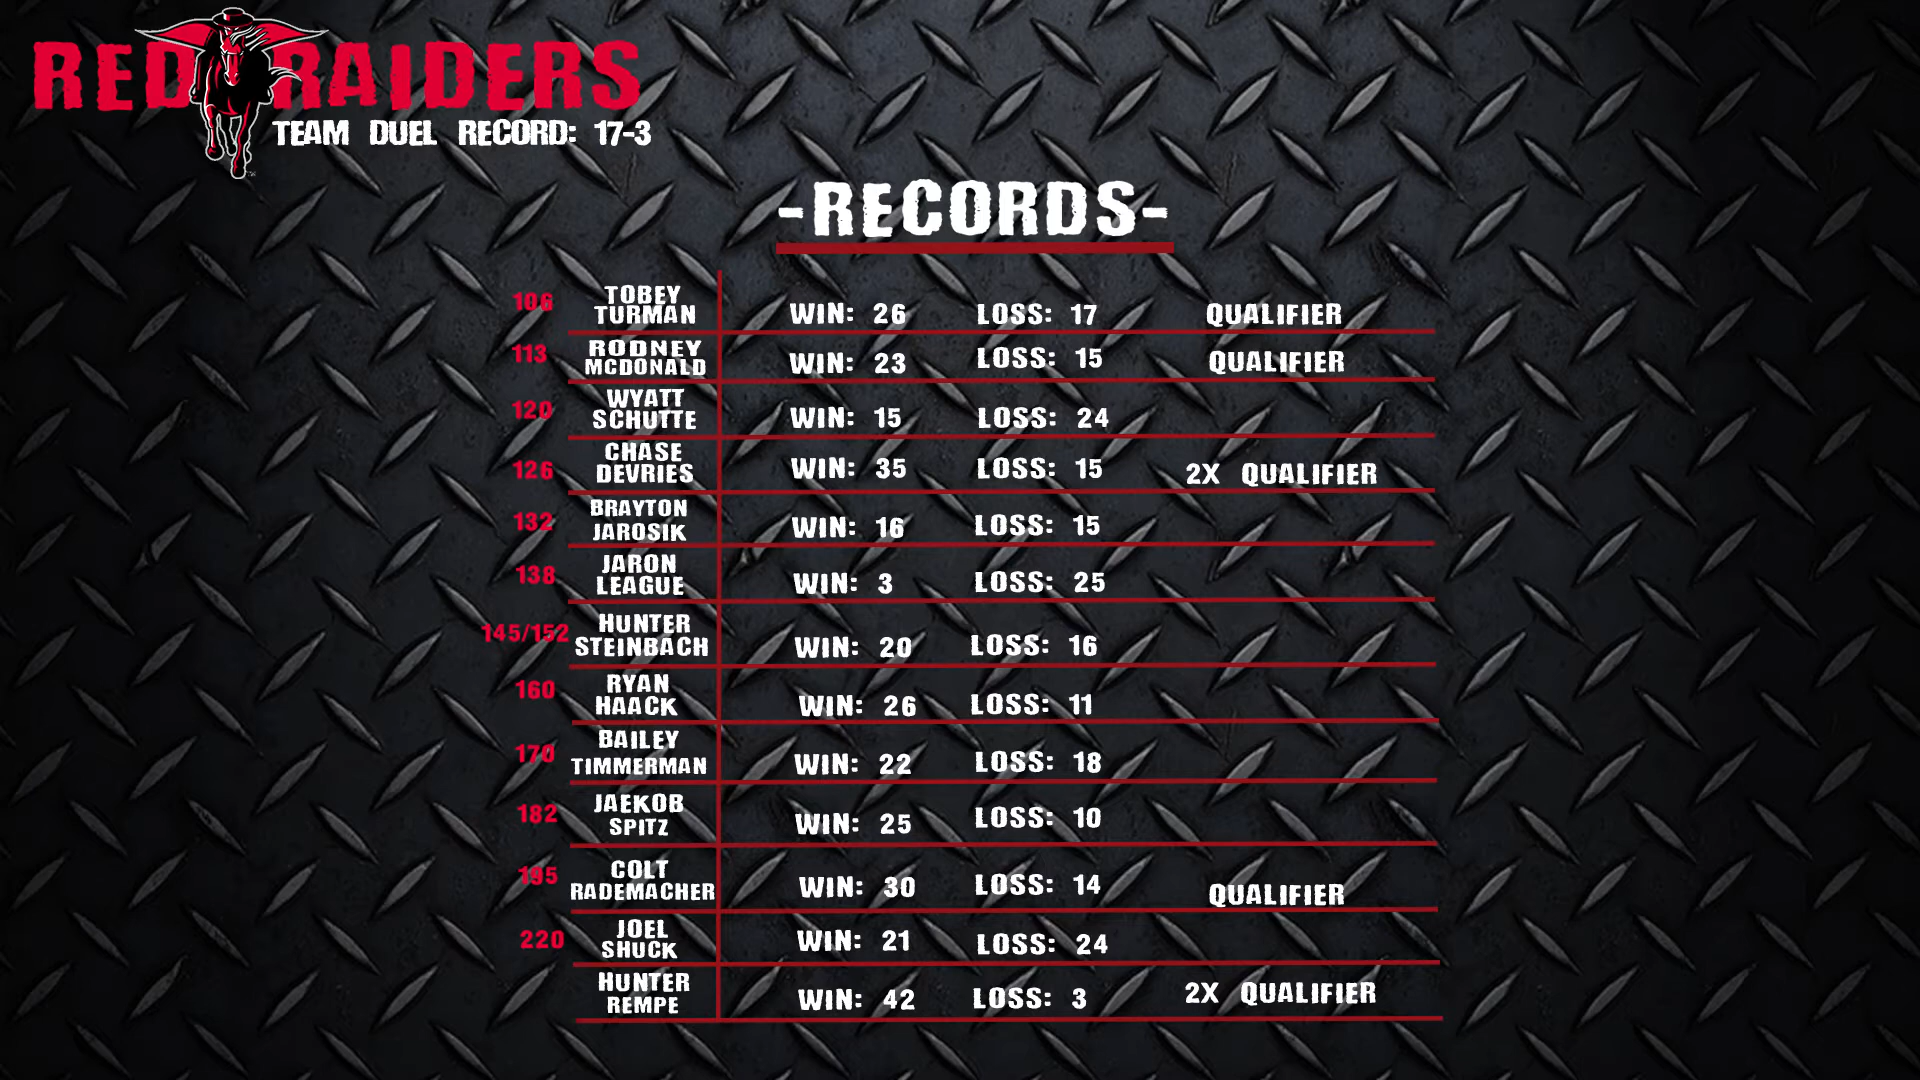 RED RAIDERS
TEAM DUEL RECORD: 17-3
-RECORDS-
106 TOBEY TURMAN WIN: 26 LOSS: 17 QUALIFIER
113 RODNEY MCDONALD WIN: 23 LOSS: 15 QUALIFIER
120 WYATT SCHUTTE WIN: 15 LOSS: 24
126 CHASE DEVRIES WIN: 35 LOSS: 15 2X QUALIFIER
132 BRAYTON JAROSIK WIN: 16 LOSS: 15
138 JARON LEAGUE WIN: 3 LOSS: 25
145/152 HUNTER STEINBACH WIN: 20 LOSS: 16
160 RYAN HAACK WIN: 26 LOSS: 11
170 BAILEY TIMMERMAN WIN: 22 LOSS: 18
182 JAEKOB SPITZ WIN: 25 LOSS: 10
195 COLT RADEMACHER WIN: 30 LOSS: 14 QUALIFIER
220 JOEL SHUCK WIN: 21 LOSS: 24
HUNTER REMPE WIN: 42 LOSS: 3 2X QUALIFIER